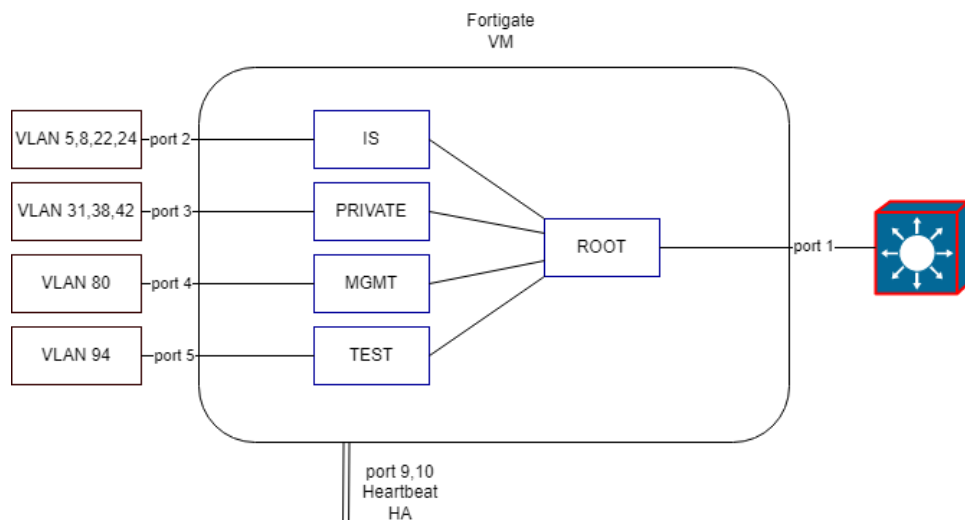 Fortigate
VM
VLAN 5,8,22,24
port 2
IS
VLAN 31,38,42
port 3
PRIVATE
ROOT
port 1
VLAN 80
port 4
MGMT
VLAN 94
port 5
TEST
port 9,10
Heartbeat
HA